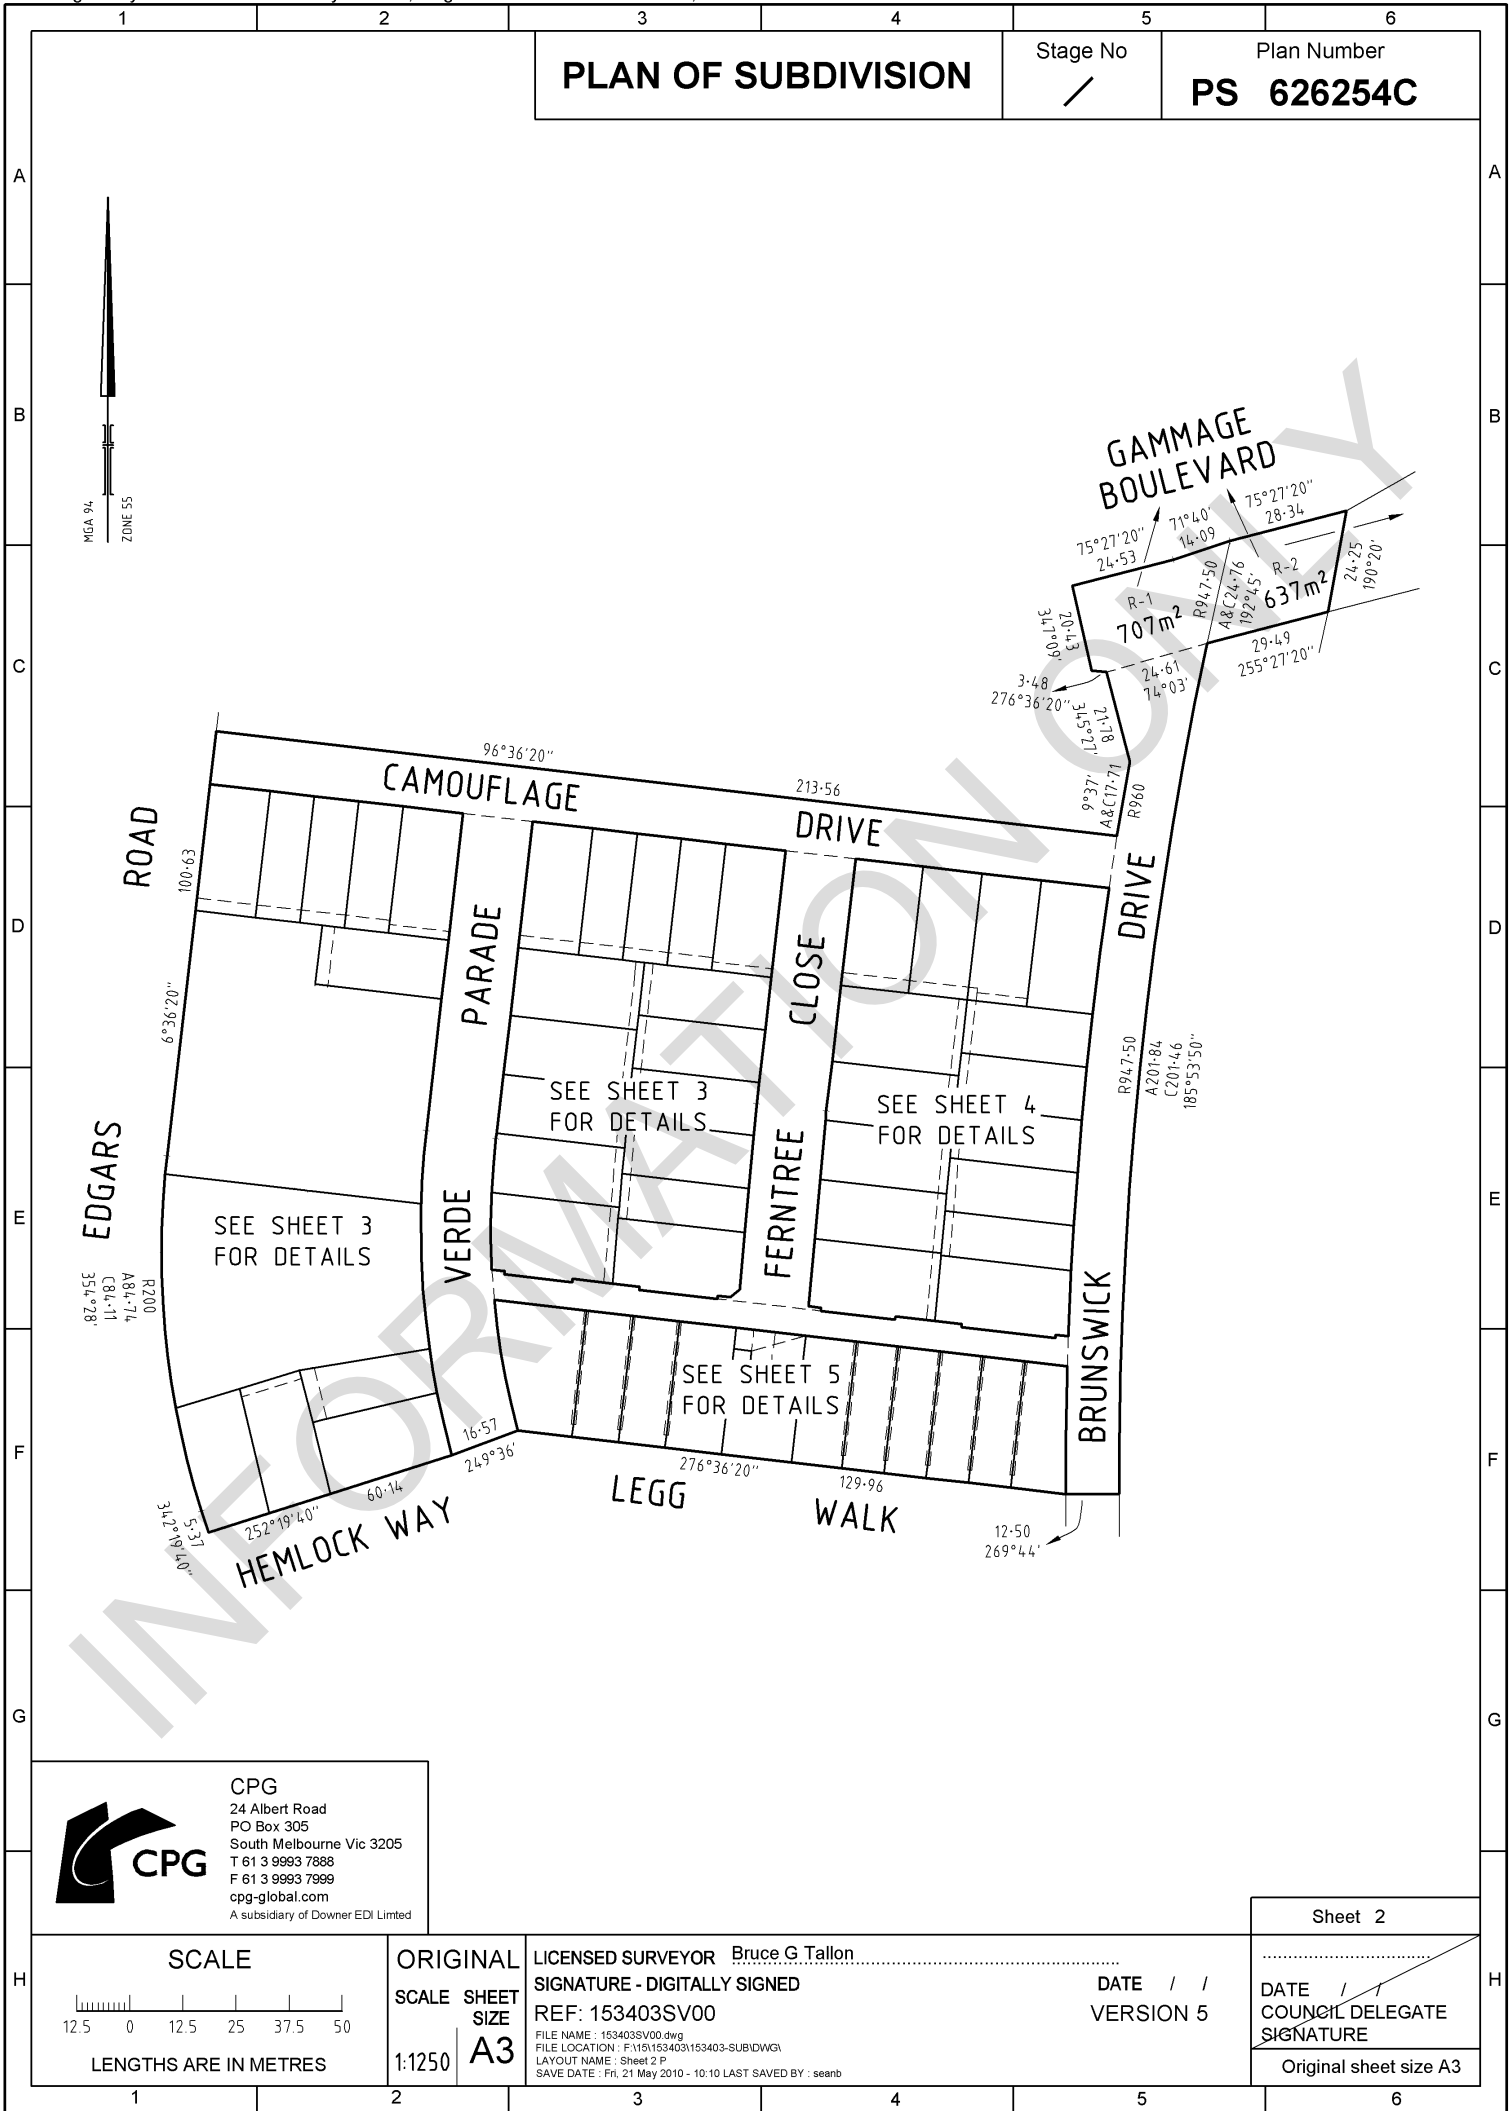 1 2 3 4 5 6
PLAN OF SUBDIVISION
Stage No
/
Plan Number
PS 626254C
A A
B B
C C
D D
E E
F F
G G
H H
MGA 94
ZONE 55
INFORMATION ONLY
GAMMAGE
BOULEVARD
75°27'20"
24·53
71°40'
14·09
75°27'20"
28·34
R-1
707m²
R947·50
A&C24·76
192°45'
R-2
637m²
24·25
190°20'
20·43
347°09'
29·49
255°27'20"
24·61
74°03'
3·48
276°36'20"
21·78
345°27'
9°37'
A&C17·71
R960
96°36'20"
213·56
CAMOUFLAGE
DRIVE
EDGARS
ROAD
100·63
6°36'20"
R200
A84·74
C84·11
354°28'
VERDE
PARADE
FERNTREE
CLOSE
BRUNSWICK
DRIVE
R947·50
A201·84
C201·46
185°53'50"
SEE SHEET 3
FOR DETAILS
SEE SHEET 4
FOR DETAILS
SEE SHEET 3
FOR DETAILS
SEE SHEET 5
FOR DETAILS
16·57
249°36'
276°36'20"
129·96
LEGG
WALK
60·14
252°19'40"
HEMLOCK WAY
5·37
342°19'40"
12·50
269°44'
CPG
CPG
24 Albert Road
PO Box 305
South Melbourne Vic 3205
T 61 3 9993 7888
F 61 3 9993 7999
cpg-global.com
A subsidiary of Downer EDI Limted
SCALE
12.5 0 12.5 25 37.5 50
LENGTHS ARE IN METRES
ORIGINAL
SCALE SHEET
SIZE
1:1250 A3
LICENSED SURVEYOR Bruce G Tallon
SIGNATURE - DIGITALLY SIGNED
DATE / /
REF: 153403SV00
VERSION 5
FILE NAME : 153403SV00.dwg
FILE LOCATION : F:\15\153403\153403-SUB\DWG\
LAYOUT NAME : Sheet 2 P
SAVE DATE : Fri, 21 May 2010 - 10:10 LAST SAVED BY : seanb
Sheet 2
DATE / /
COUNCIL DELEGATE
SIGNATURE
Original sheet size A3
1 2 3 4 5 6